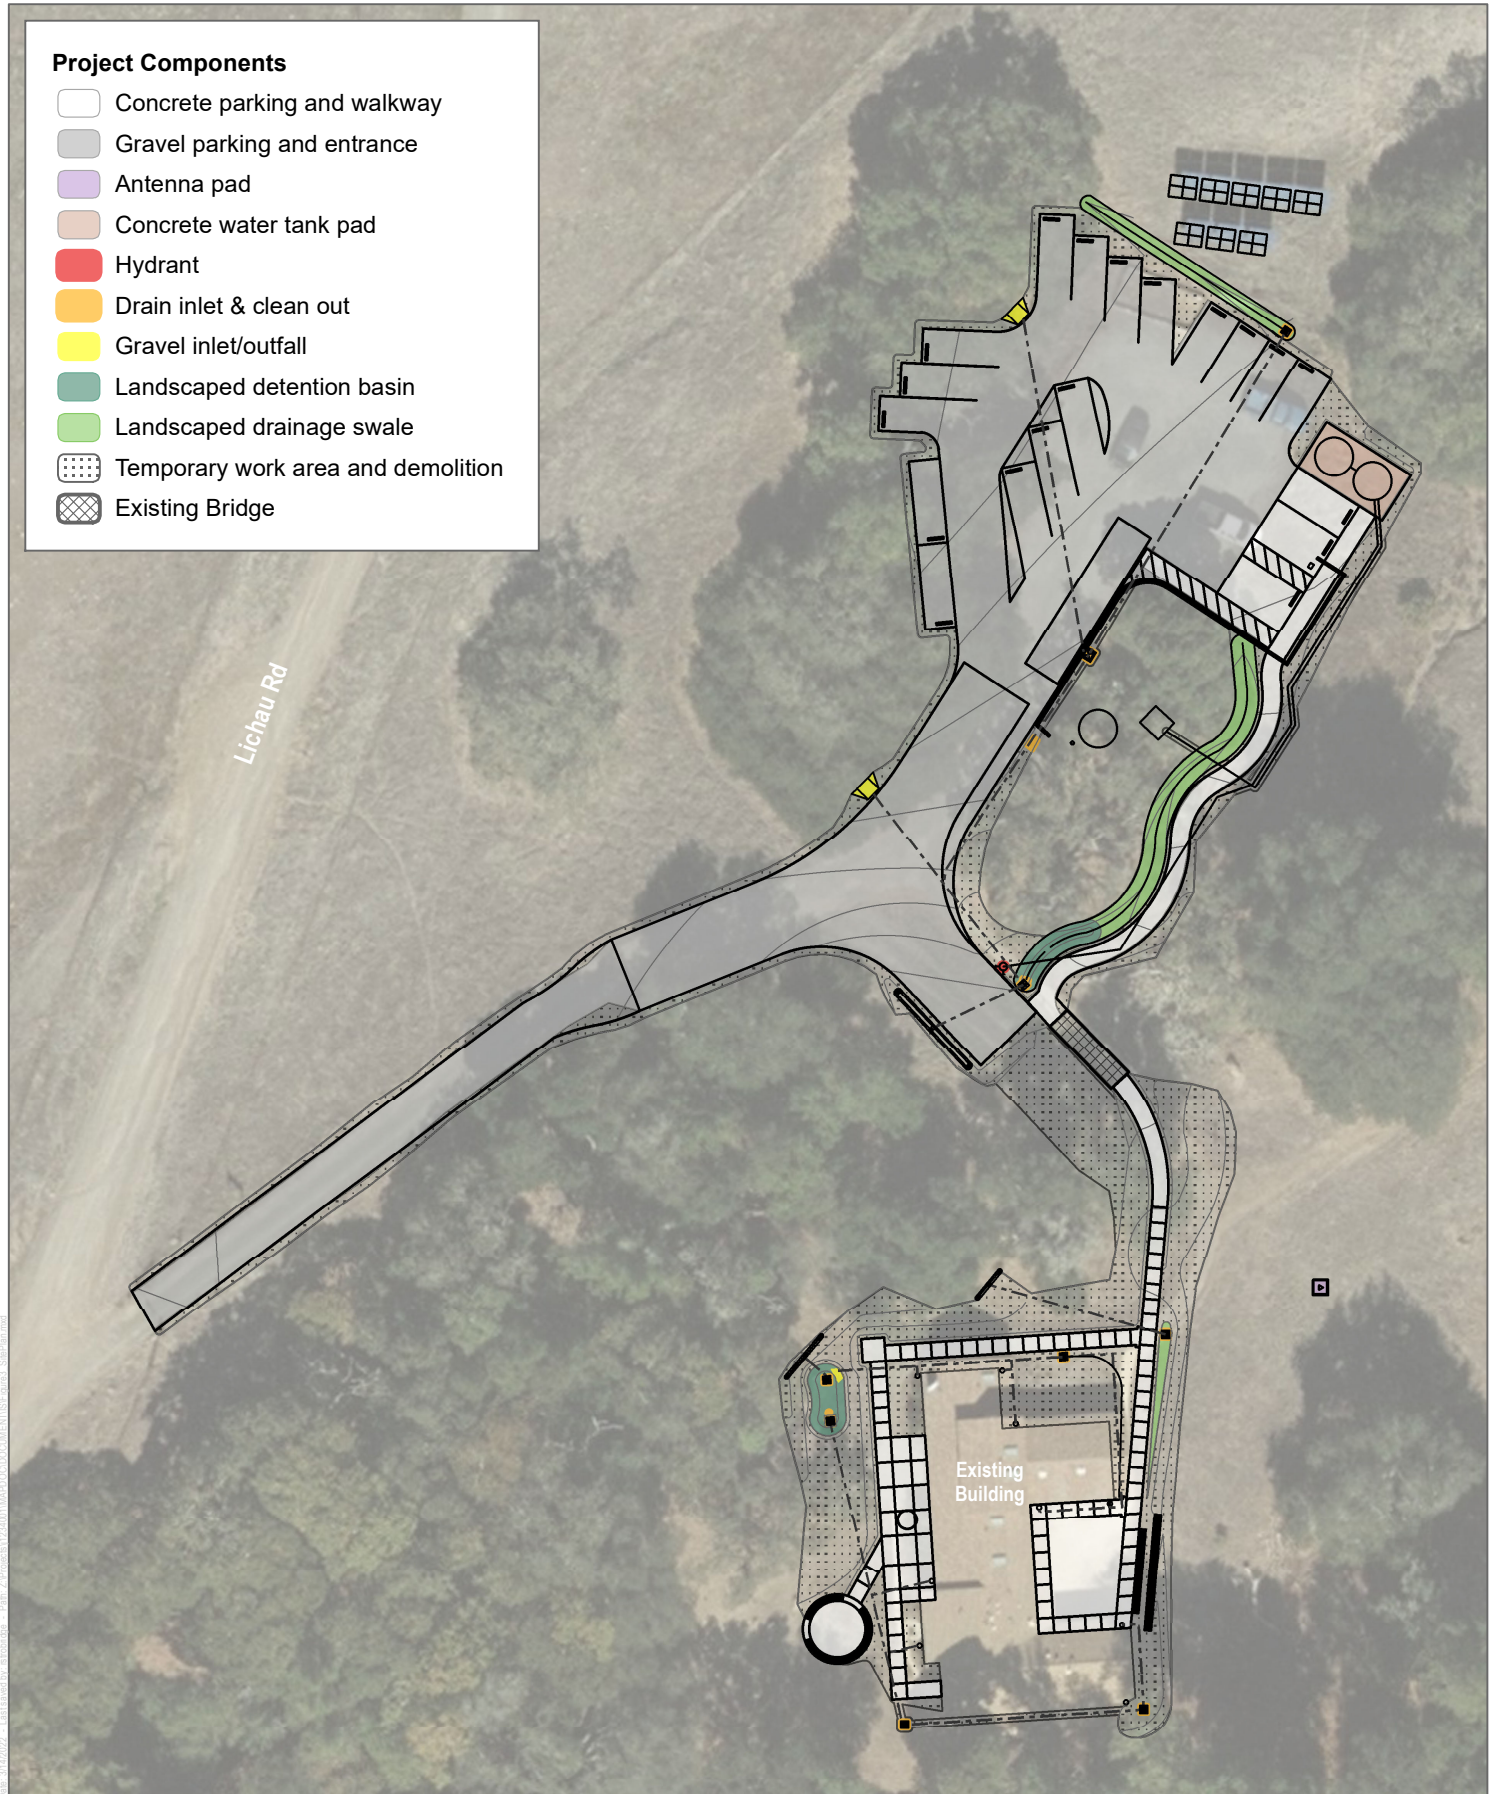 Project Components
Concrete parking and walkway
Gravel parking and entrance
Antenna pad
Concrete water tank pad
Hydrant
Drain inlet & clean out
Gravel inlet/outfall
Landscaped detention basin
Landscaped drainage swale
Temporary work area and demolition
Existing Bridge
Lichau Rd
Existing
Building